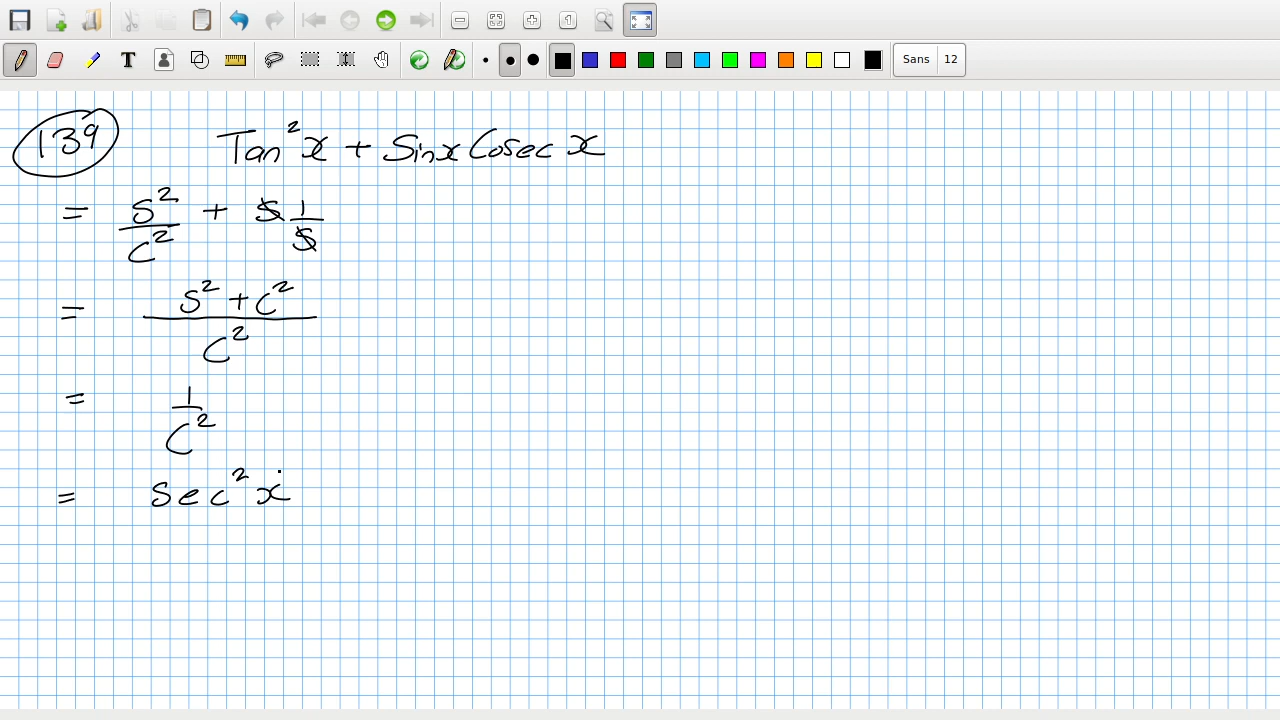 Sans 12
139 Tan²x + Sinx Cosec x
= S²/C² + S 1/S
= S² + C² / C²
= 1/C²
= Sec²x